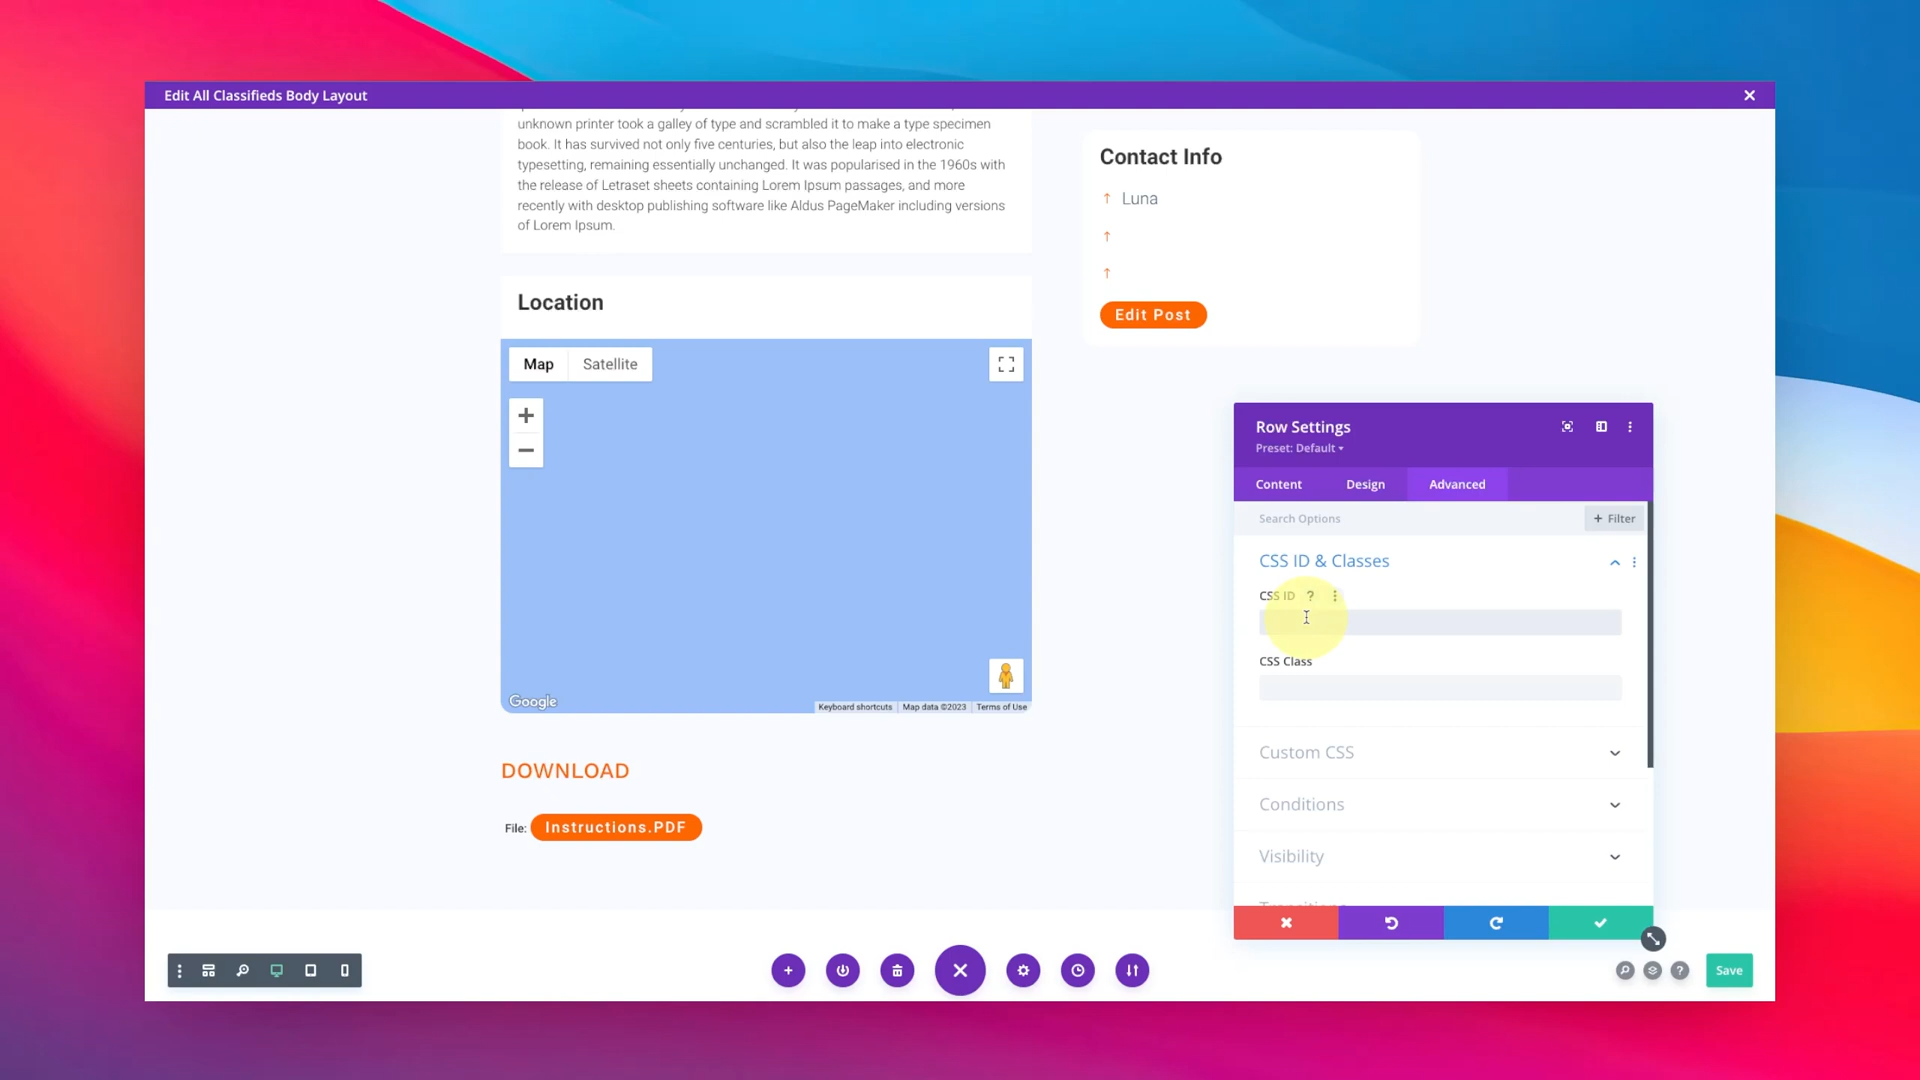 Edit All Classifieds Body Layout
unknown printer took a galley of type and scrambled it to make a type specimen
book. It has survived not only five centuries, but also the leap into electronic
typesetting, remaining essentially unchanged. It was popularised in the 1960s with
the release of Letraset sheets containing Lorem Ipsum passages, and more
recently with desktop publishing software like Aldus PageMaker including versions
of Lorem Ipsum.
Contact Info
Luna
Edit Post
Location
Map
Satellite
Google
Keyboard shortcuts
Map data ©2023
Terms of Use
DOWNLOAD
File:
Instructions.PDF
Row Settings
Preset: Default
Content
Design
Advanced
Search Options
+ Filter
CSS ID & Classes
CSS ID
CSS Class
Custom CSS
Conditions
Visibility
Save